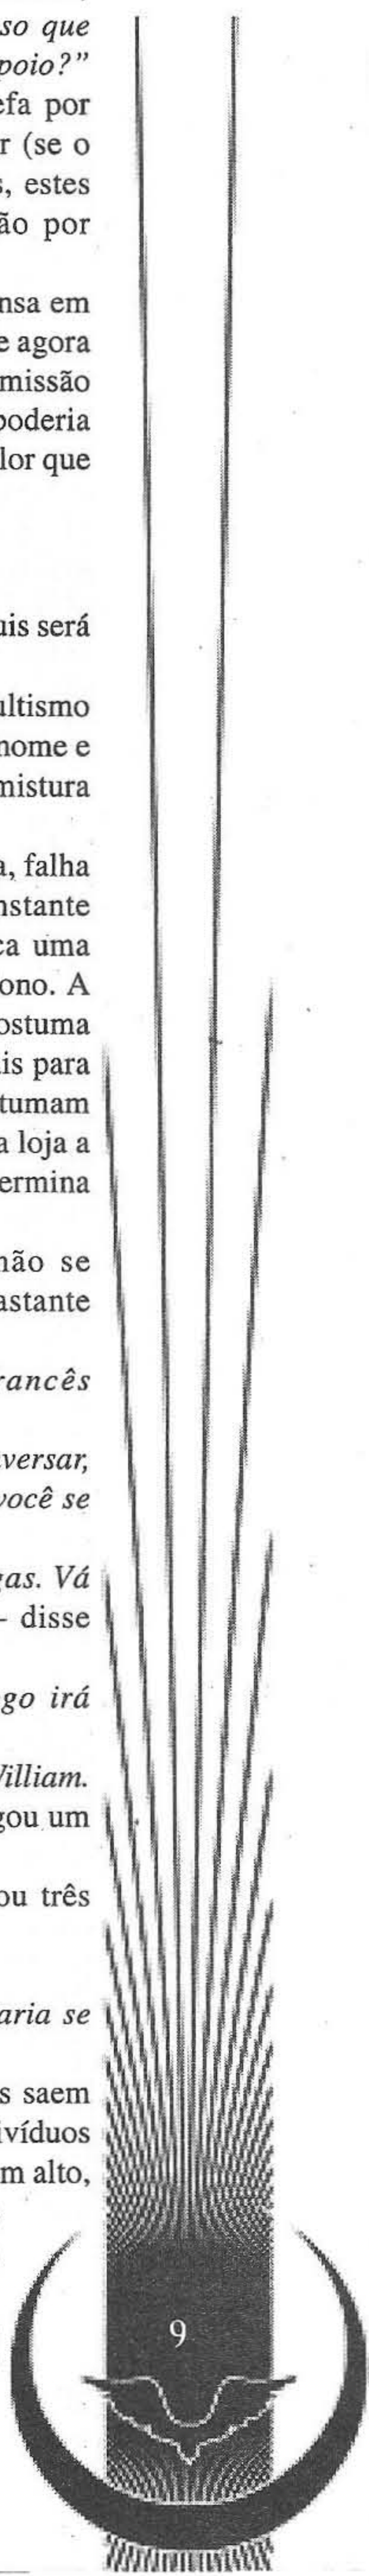 so que
poio?”
efa por
r (se o
s, estes
ão por
nsa em
e agora
missão
poderia
lor que
uis será
ultismo
nome e
mistura
a, falha
nstante
ca uma
ono. A
ostuma
is para
tumam
a loja a
ermina
não se
astante
rancês
versar,
você se
gas. Vá
- disse
go irá
Villiam.
gou um
ou três
aria se
s saem
ivíduos
m alto,
9